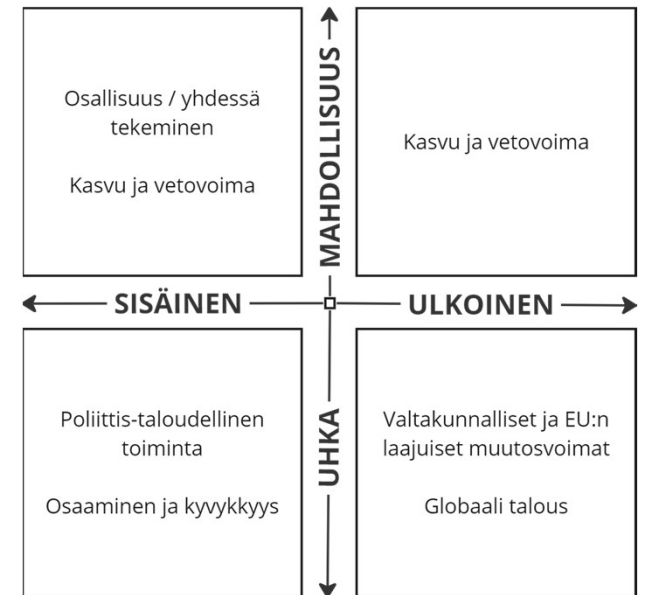 Osallisuus / yhdessä
tekeminen
Kasvu ja vetovoima
MAHDOLLISUUS
Kasvu ja vetovoima
SISÄINEN
ULKOINEN
Poliittis-taloudellinen
toiminta
Osaaminen ja kyvykkyys
UHKA
Valtakunnalliset ja EU:n
laajuiset muutosvoimat
Globaali talous